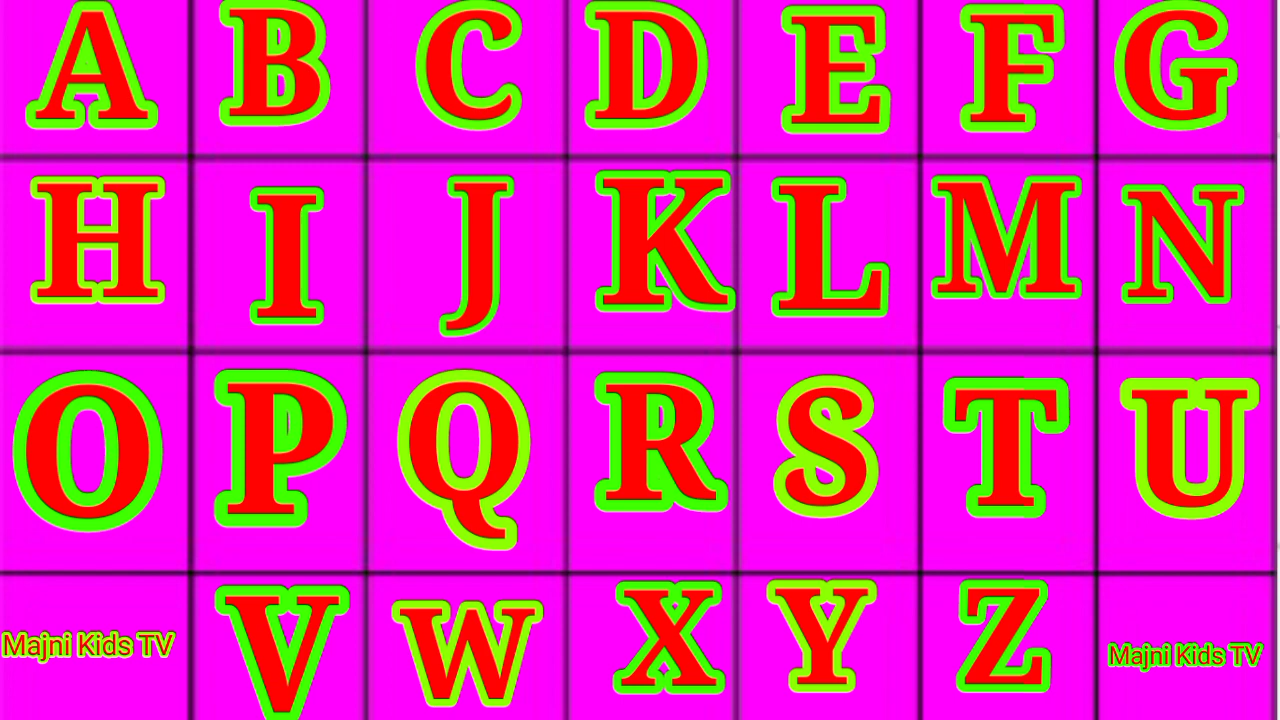 A B C D E F G
H I J K L M N
O P Q R S T U
Majni Kids TV V W X Y Z Majni Kids TV